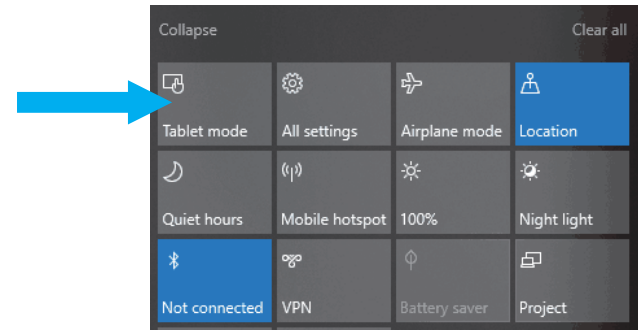 Collapse Clear all
Tablet mode All settings Airplane mode Location
Quiet hours Mobile hotspot 100% Night light
Not connected VPN Battery saver Project